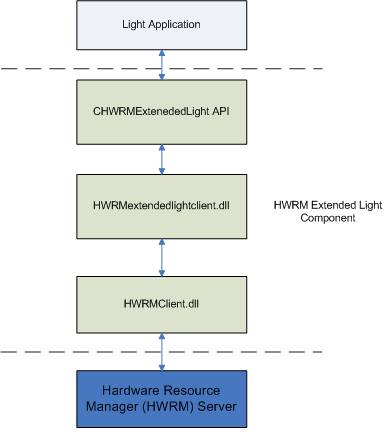 Light Application
CHWRMExtenededLight API
HWRMextendedlightclient.dll
HWRM Extended Light
Component
HWRMClient.dll
Hardware Resource
Manager (HWRM) Server